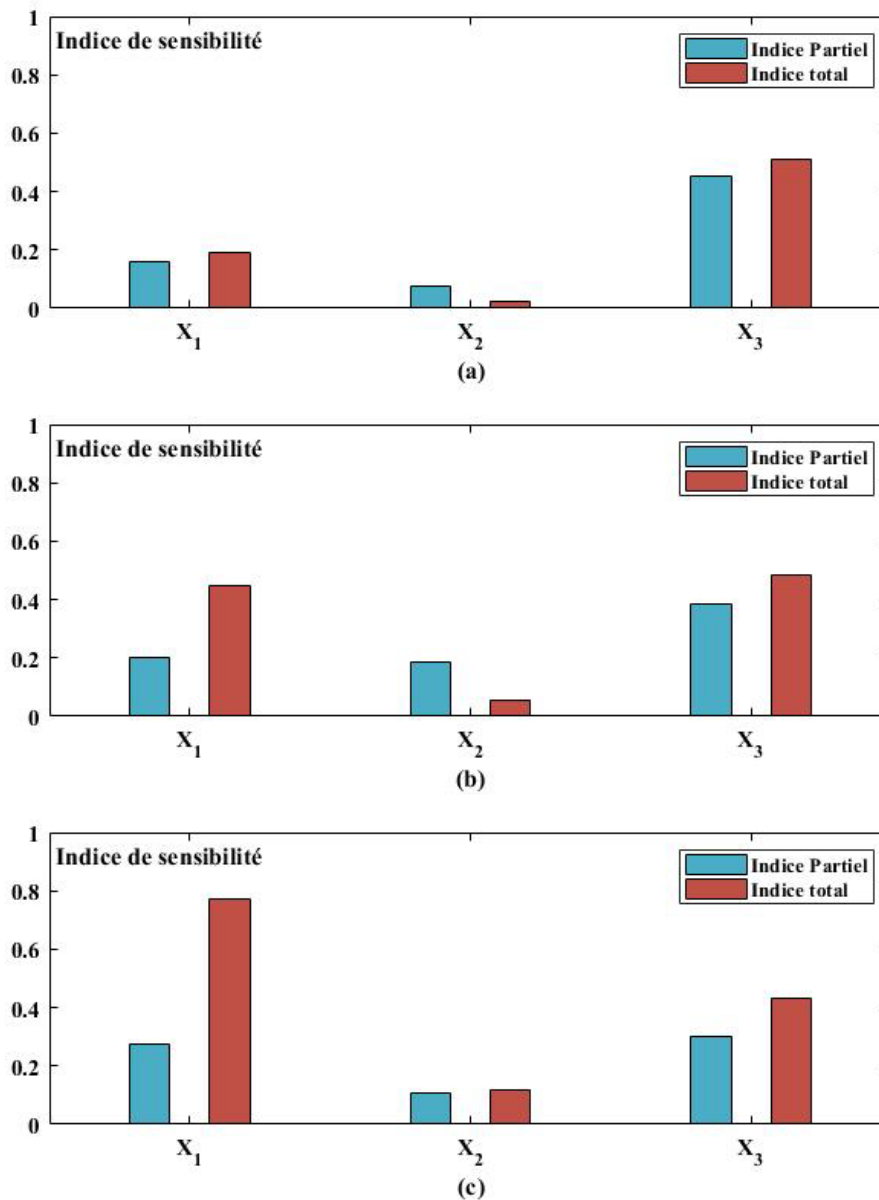 1
Indice de sensibilité
Indice Partiel
Indice total
0.8
0.6
0.4
0.2
0
X1
X2
X3
(a)
1
Indice de sensibilité
Indice Partiel
Indice total
0.8
0.6
0.4
0.2
0
X1
X2
X3
(b)
1
Indice de sensibilité
Indice Partiel
Indice total
0.8
0.6
0.4
0.2
0
X1
X2
X3
(c)